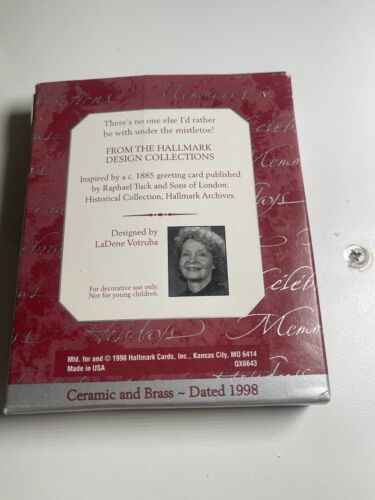 Memories
There's no one else I'd rather
be with under the mistletoe!
FROM THE HALLMARK
DESIGN COLLECTIONS
Inspired by a c. 1885 greeting card published
by Raphael Tuck and Sons of London:
Historical Collection, Hallmark Archives.
Designed by
LaDene Votruba
For decorative use only.
Not for young children.
Holidays
Mfd. for and © 1998 Hallmark Cards, Inc., Kansas City, MO 6414
Made in USA
QX6643
Ceramic and Brass ~ Dated 1998